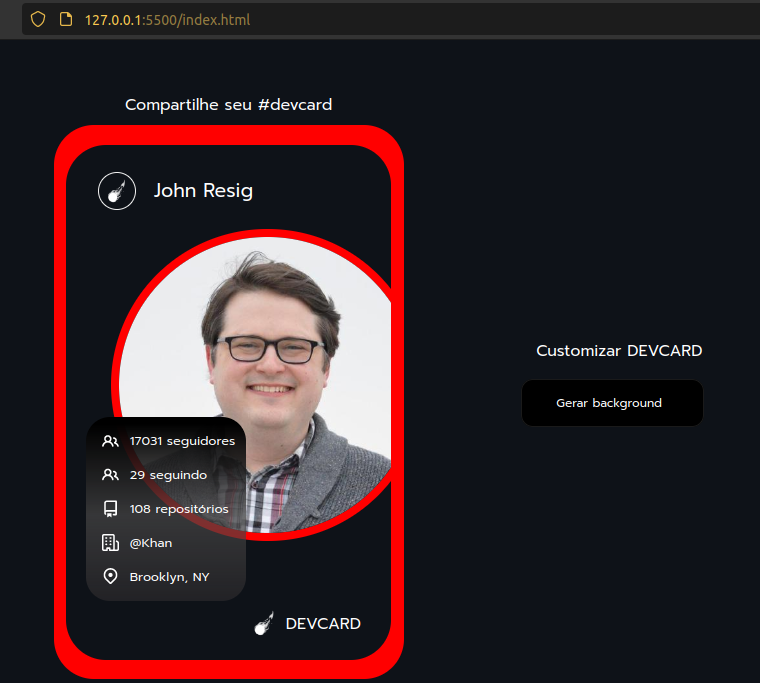 127.0.0.1:5500/index.html
Compartilhe seu #devcard
John Resig
17031 seguidores
29 seguindo
108 repositórios
@Khan
Brooklyn, NY
DEVCARD
Customizar DEVCARD
Gerar background